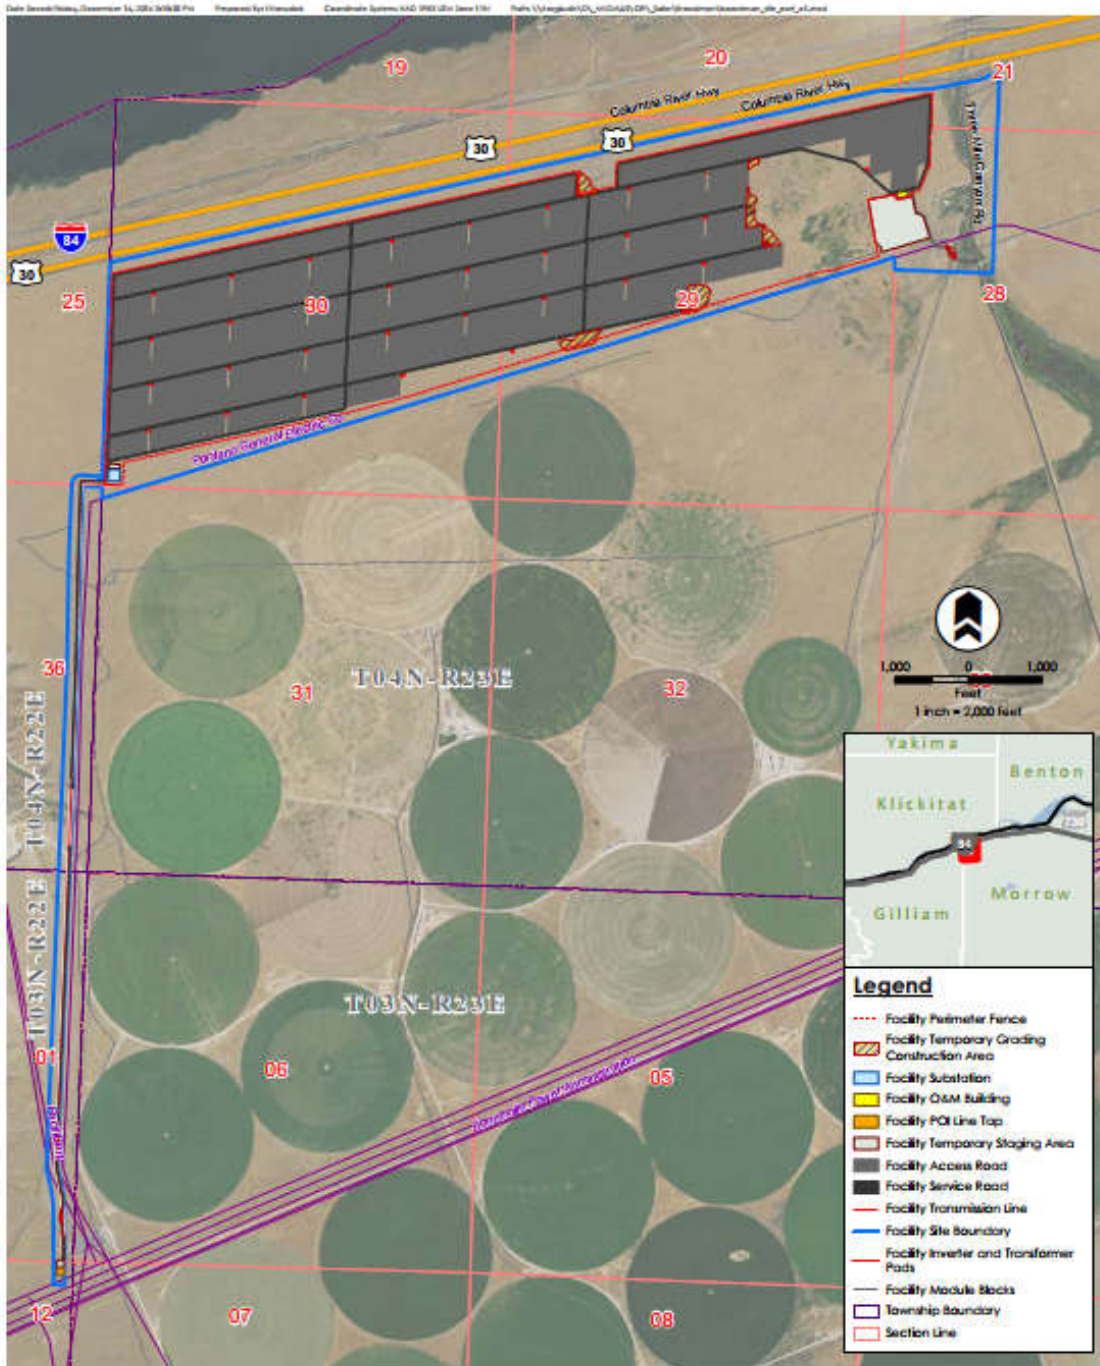 19
20
21
Columbia River Hwy
Columbia River Hwy
30
30
84
30
25
30
29
28
Portland General Electric Co
36
31
T04N-R23E
32
T04N-R22E
1,000 0 1,000
Feet
1 inch = 2,000 feet
Yakima
Benton
Klickitat
84
Morrow
Gilliam
T03N-R22E
T03N-R23E
01
06
05
12
07
08
Legend
Facility Perimeter Fence
Facility Temporary Grading
Construction Area
Facility Substation
Facility O&M Building
Facility POI Line Tap
Facility Temporary Staging Area
Facility Access Road
Facility Service Road
Facility Transmission Line
Facility Site Boundary
Facility Inverter and Transformer
Pads
Facility Module Blocks
Township Boundary
Section Line